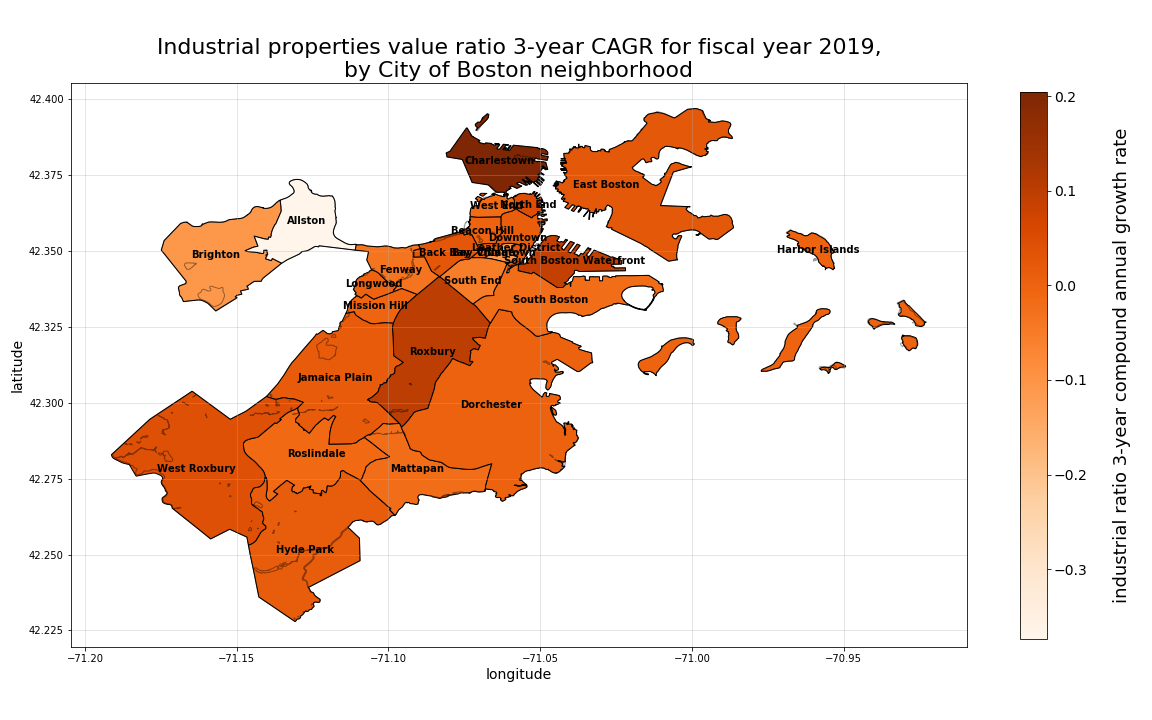 Industrial properties value ratio 3-year CAGR for fiscal year 2019,
by City of Boston neighborhood
42.400
42.375
42.350
42.325
42.300
42.275
42.250
42.225
latitude
Charlestown
East Boston
West End
North End
Allston
Beacon Hill
Downtown
Leather District
Brighton
Back Bay
Harbor Islands
South Boston Waterfront
Fenway
South End
Longwood
South Boston
Mission Hill
Roxbury
Jamaica Plain
Dorchester
Roslindale
West Roxbury
Mattapan
Hyde Park
−71.20
−71.15
−71.10
−71.05
−71.00
−70.95
longitude
0.2
0.1
0.0
−0.1
−0.2
−0.3
industrial ratio 3-year compound annual growth rate